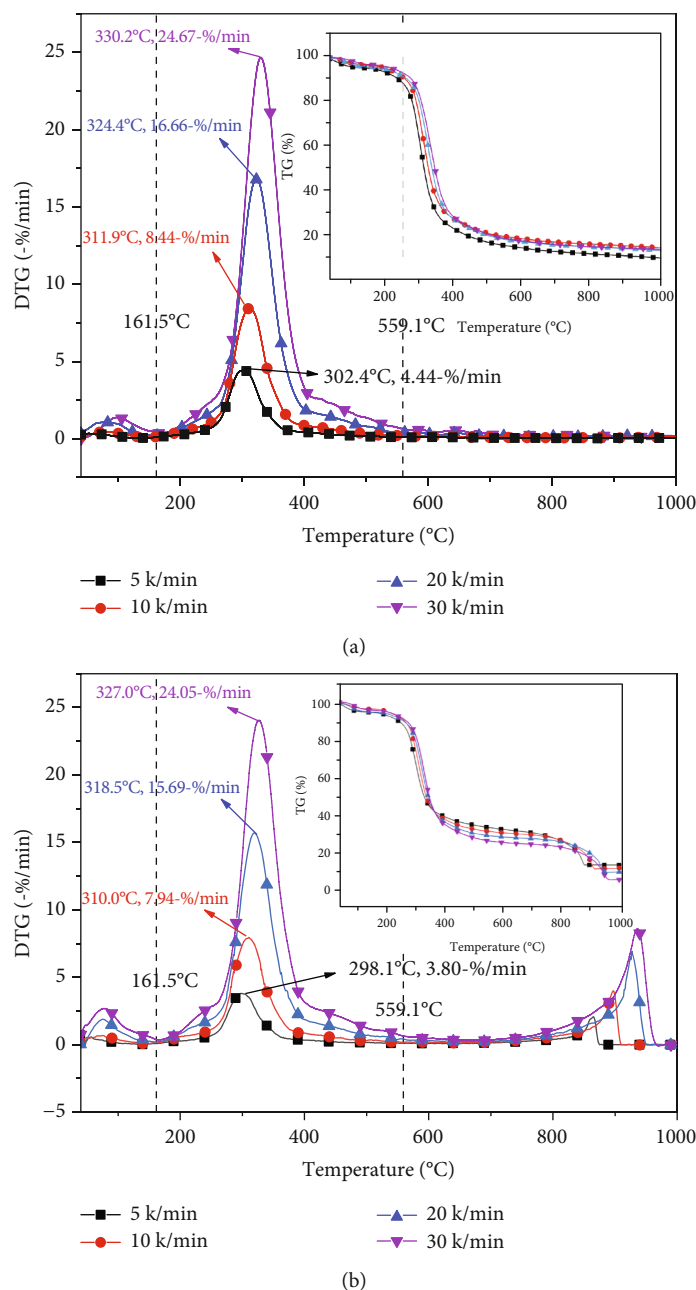 330.2°C, 24.67-%/min
324.4°C, 16.66-%/min
311.9°C, 8.44-%/min
161.5°C
559.1°C
302.4°C, 4.44-%/min
DTG (-%/min)
25
20
15
10
5
0
200 400 600 800 1000
Temperature (°C)
TG (%)
100
80
60
40
20
200 400 600 800 1000
Temperature (°C)
5 k/min
10 k/min
20 k/min
30 k/min
(a)
327.0°C, 24.05-%/min
318.5°C, 15.69-%/min
310.0°C, 7.94-%/min
161.5°C
298.1°C, 3.80-%/min
559.1°C
DTG (-%/min)
25
20
15
10
5
0
−5
200 400 600 800 1000
Temperature (°C)
TG (%)
100
80
60
40
20
0
200 400 600 800 1000
Temperature (°C)
5 k/min
10 k/min
20 k/min
30 k/min
(b)